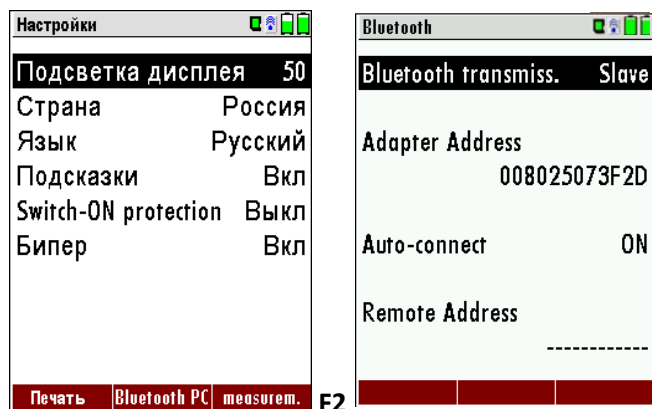 Настройки
Подсветка дисплея 50
Страна Россия
Язык Русский
Подсказки Вкл
Switch-ON protection Выкл
Бипер Вкл
Печать Bluetooth PC measurem.
F2
Bluetooth
Bluetooth transmiss. Slave
Adapter Address
008025073F2D
Auto-connect ON
Remote Address
------------